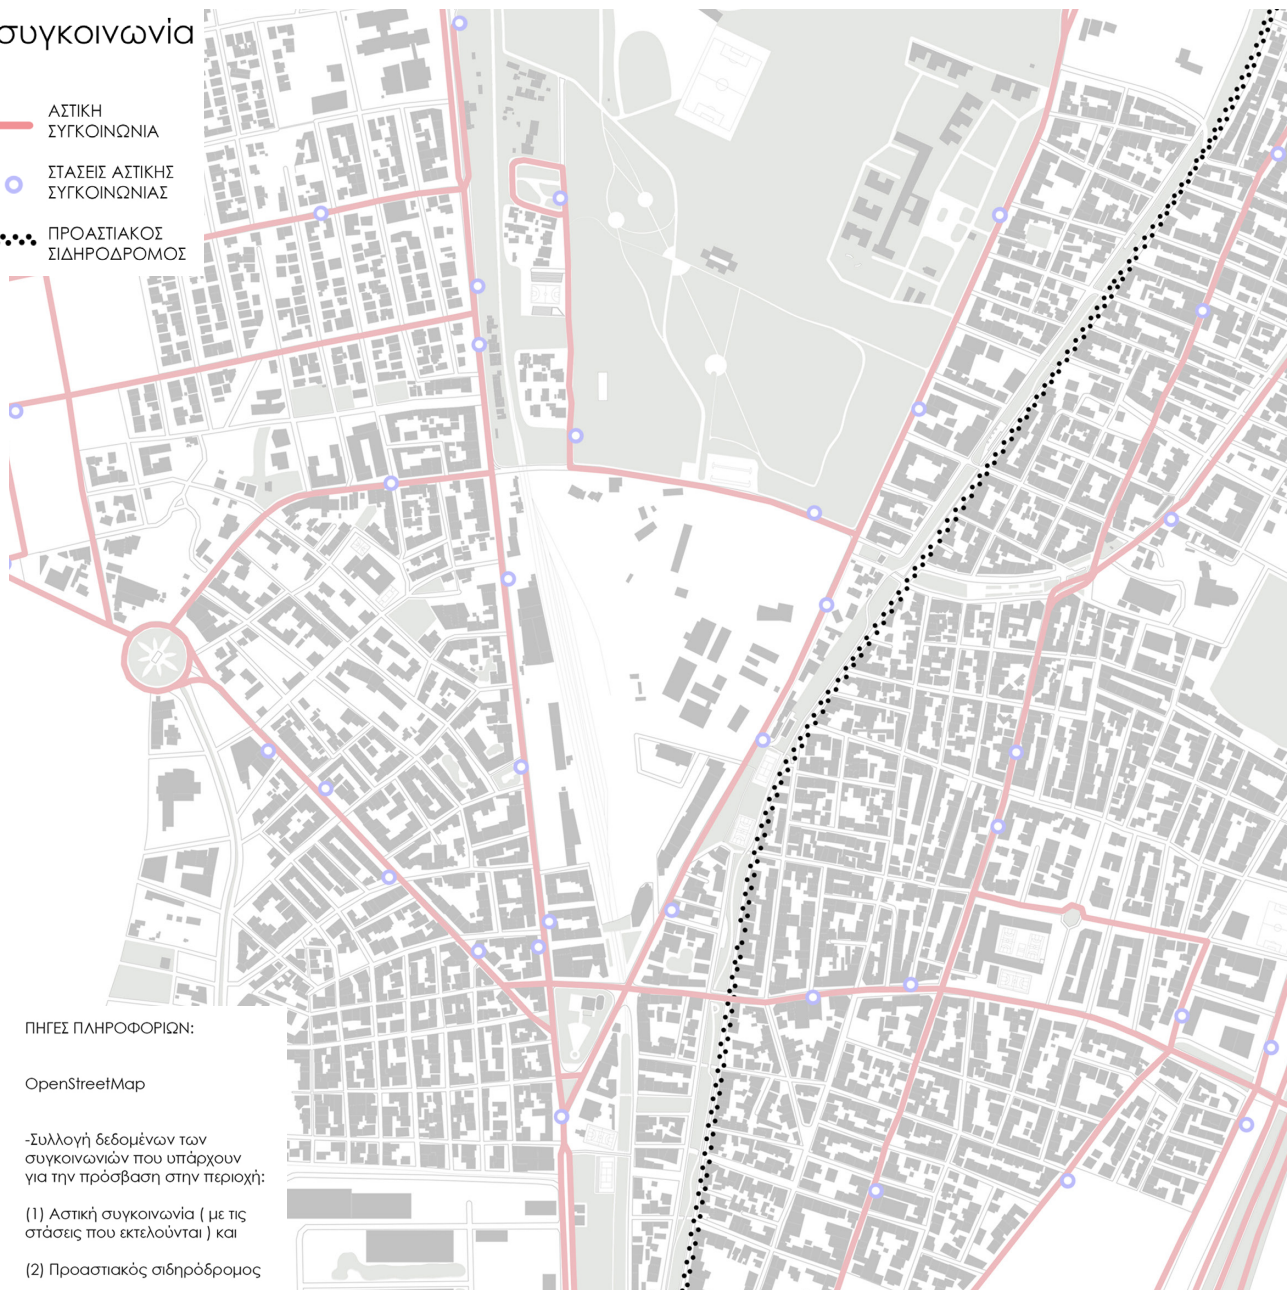 συγκοινωνία
ΑΣΤΙΚΗ
ΣΥΓΚΟΙΝΩΝΙΑ
ΣΤΑΣΕΙΣ ΑΣΤΙΚΗΣ
ΣΥΓΚΟΙΝΩΝΙΑΣ
ΠΡΟΑΣΤΙΑΚΟΣ
ΣΙΔΗΡΟΔΡΟΜΟΣ
ΠΗΓΕΣ ΠΛΗΡΟΦΟΡΙΩΝ:
OpenStreetMap
-Συλλογή δεδομένων των
συγκοινωνιών που υπάρχουν
για την πρόσβαση στην περιοχή:
(1) Αστική συγκοινωνία ( με τις
στάσεις που εκτελούνται ) και
(2) Προαστιακός σιδηρόδρομος